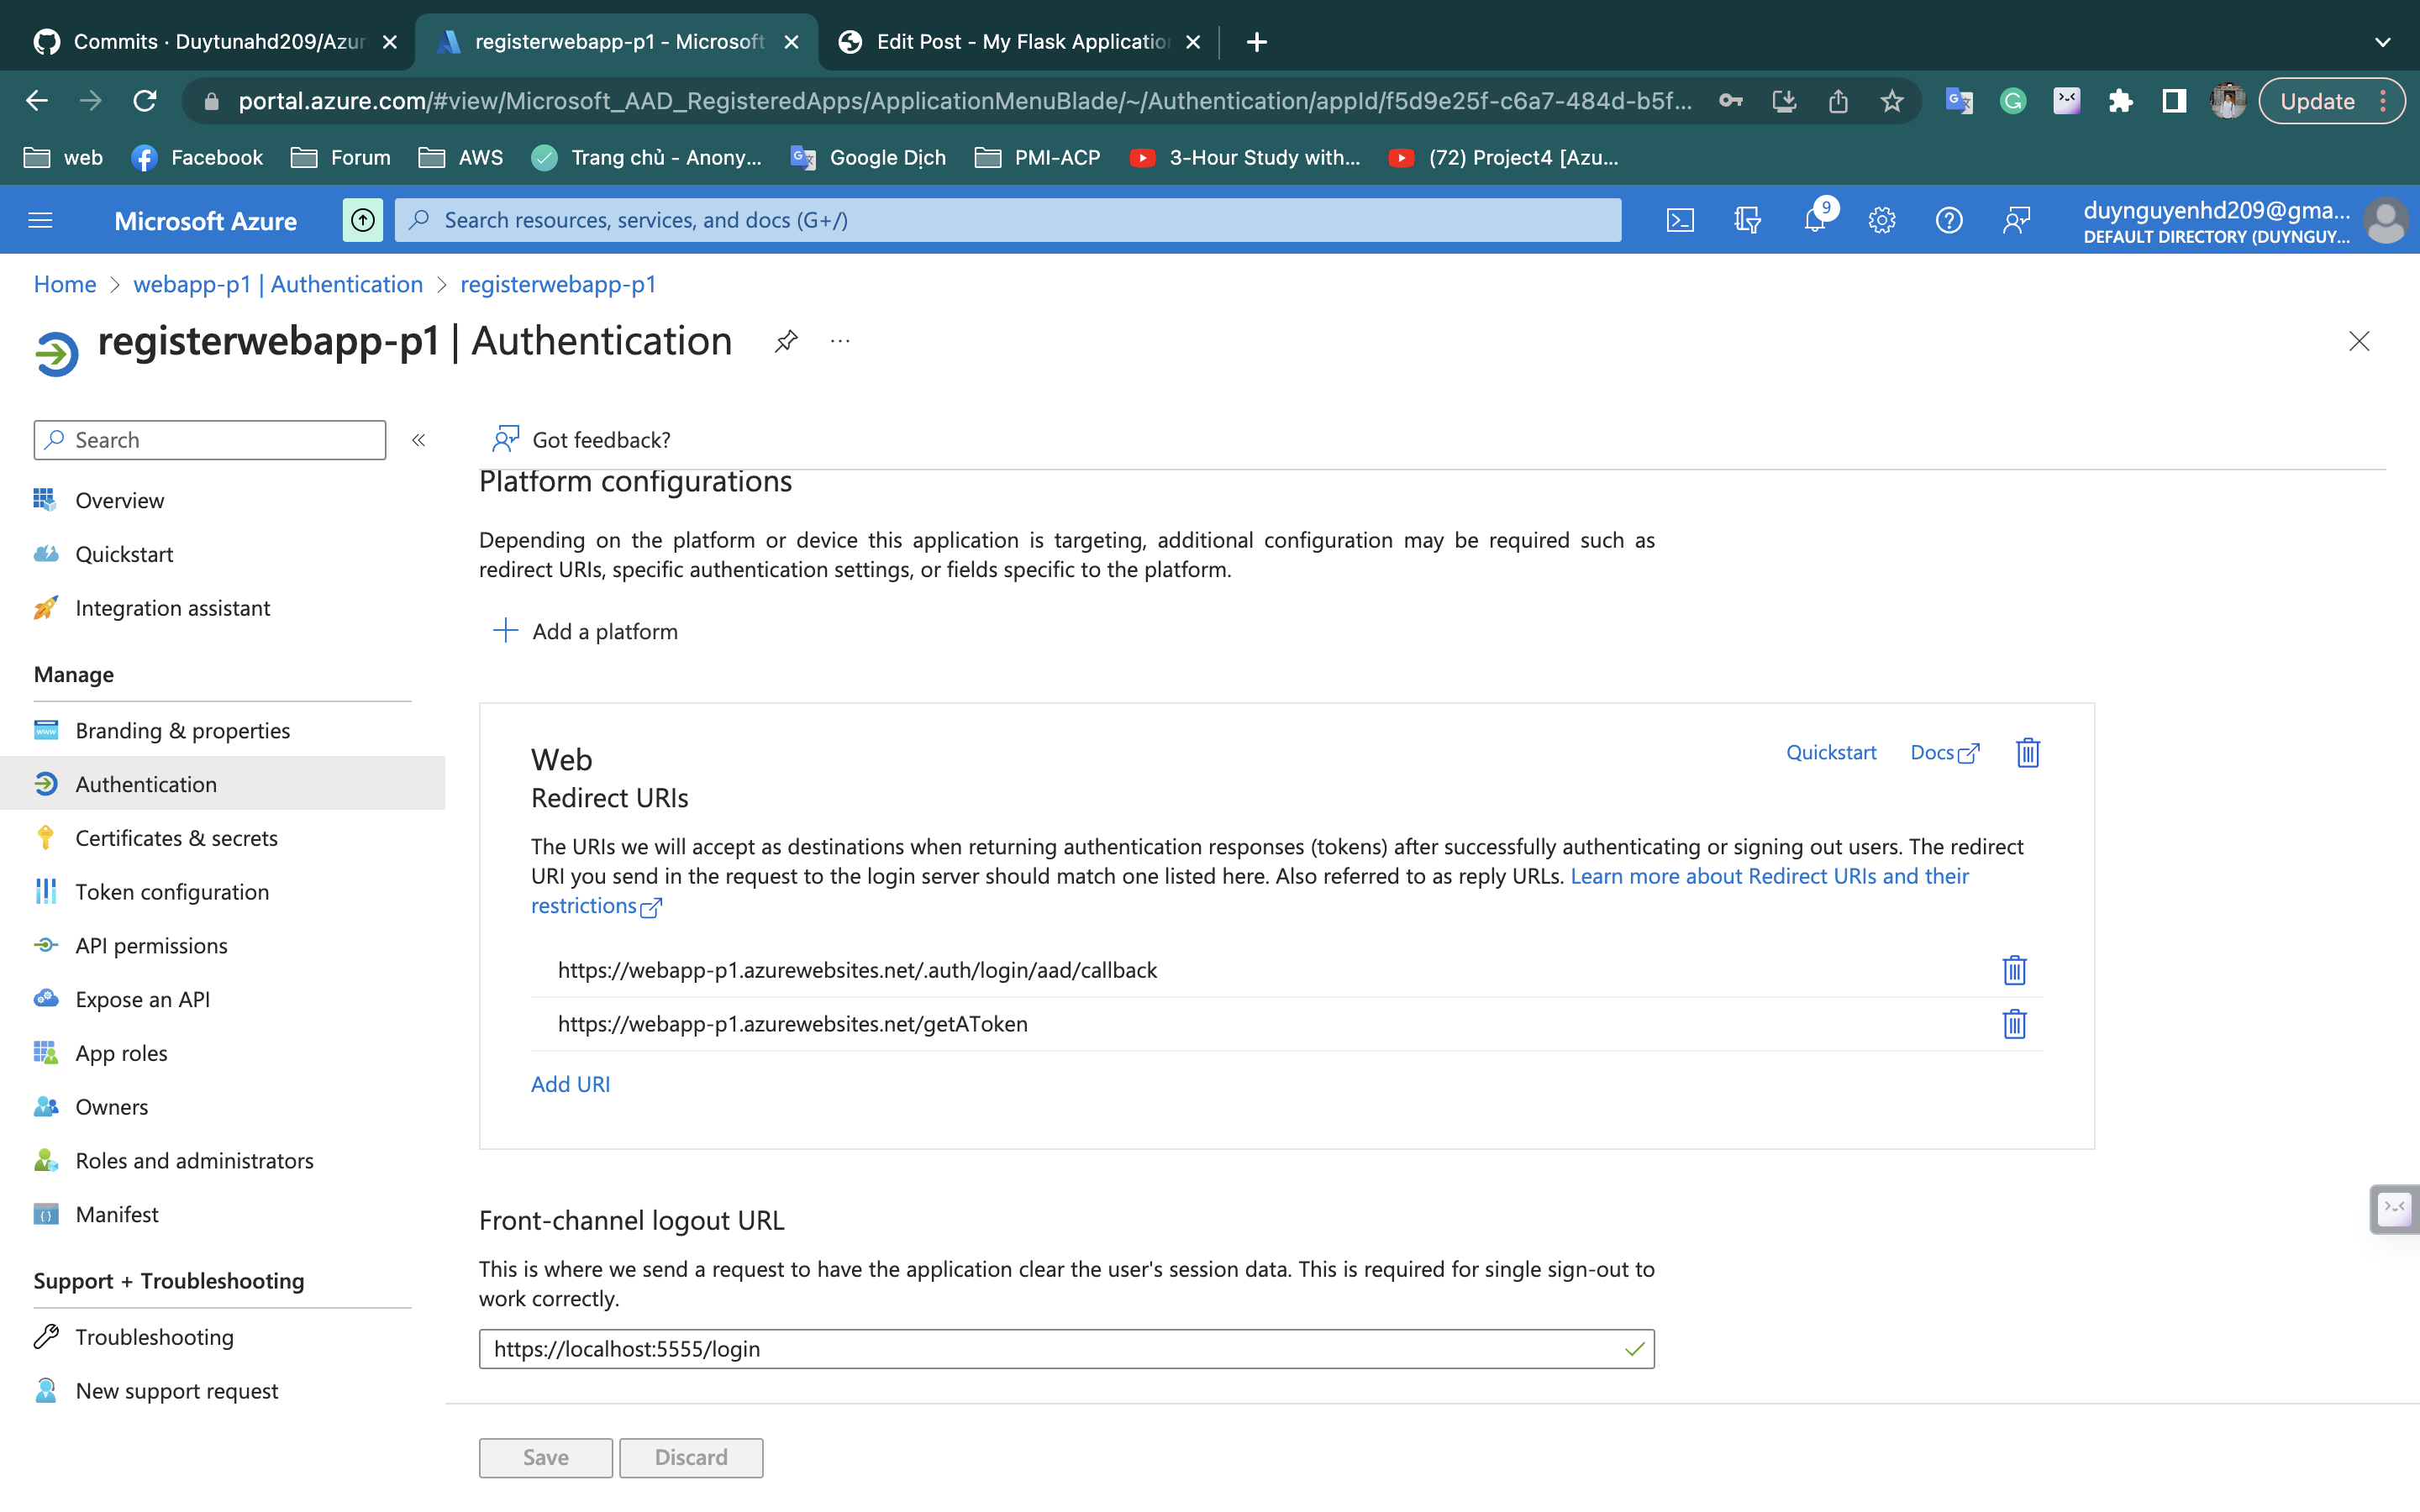 Commits · Duytunahd209/Azur
registerwebapp-p1 - Microsoft
Edit Post - My Flask Application
portal.azure.com/#view/Microsoft_AAD_RegisteredApps/ApplicationMenuBlade/~/Authentication/appId/f5d9e25f-c6a7-484d-b5f...
Update
web
Facebook
Forum
AWS
Trang chủ - Anony...
Google Dịch
PMI-ACP
3-Hour Study with...
(72) Project4 [Azu...
Microsoft Azure
Search resources, services, and docs (G+/)
9
duynguyenhd209@gma...
DEFAULT DIRECTORY (DUYNGUY...
Home > webapp-p1 | Authentication > registerwebapp-p1
registerwebapp-p1 | Authentication
...
Search
«
Got feedback?
Overview
Quickstart
Integration assistant
Manage
Branding & properties
Authentication
Certificates & secrets
Token configuration
API permissions
Expose an API
App roles
Owners
Roles and administrators
Manifest
Support + Troubleshooting
Troubleshooting
New support request
Platform configurations
Depending on the platform or device this application is targeting, additional configuration may be required such as
redirect URIs, specific authentication settings, or fields specific to the platform.
Add a platform
Web
Quickstart
Docs
Redirect URIs
The URIs we will accept as destinations when returning authentication responses (tokens) after successfully authenticating or signing out users. The redirect
URI you send in the request to the login server should match one listed here. Also referred to as reply URLs. Learn more about Redirect URIs and their
restrictions
https://webapp-p1.azurewebsites.net/.auth/login/aad/callback
https://webapp-p1.azurewebsites.net/getAToken
Add URI
Front-channel logout URL
This is where we send a request to have the application clear the user's session data. This is required for single sign-out to
work correctly.
https://localhost:5555/login
Save
Discard